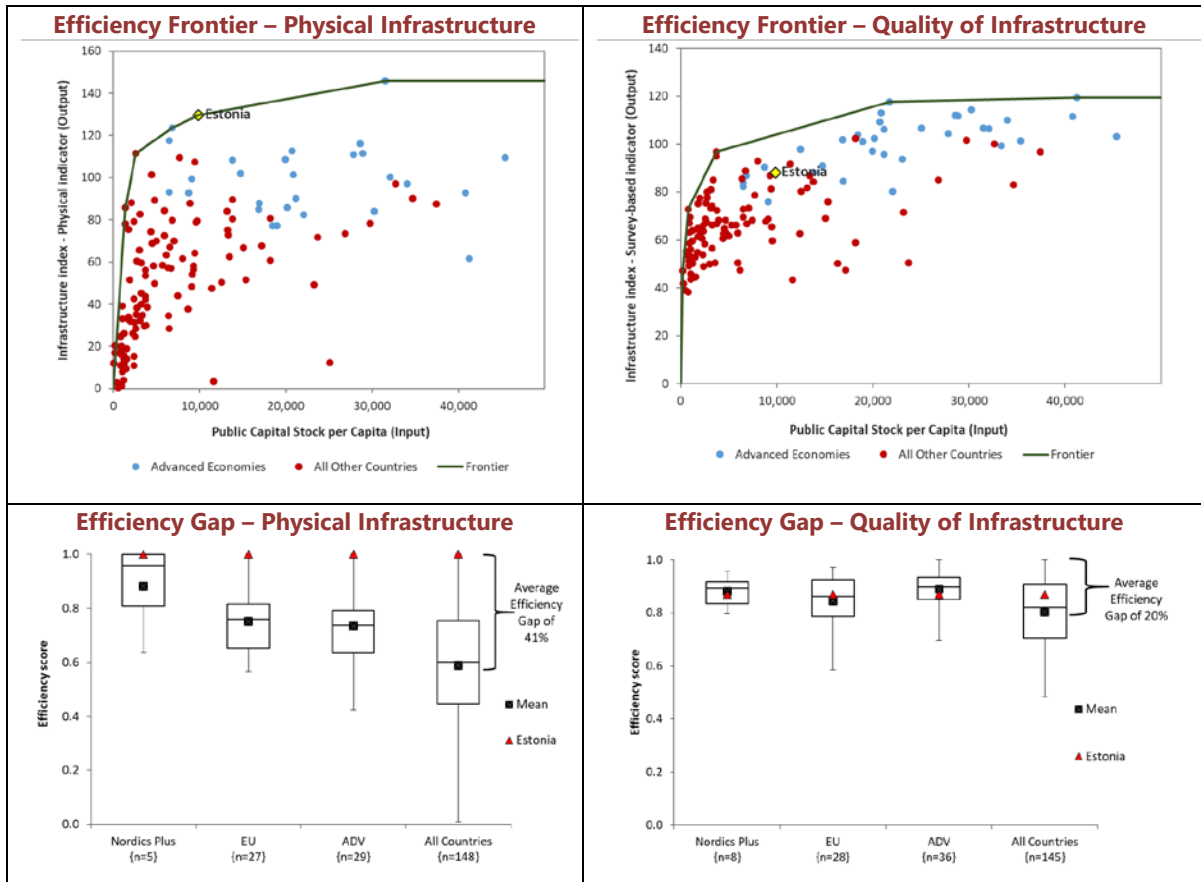 Efficiency Frontier – Physical Infrastructure
160
140
120
100
80
60
40
20
0
Infrastructure index - Physical indicator (Output)
Estonia
0
10,000
20,000
30,000
40,000
Public Capital Stock per Capita (Input)
Advanced Economies
All Other Countries
Frontier
Efficiency Frontier – Quality of Infrastructure
140
120
100
80
60
40
20
0
Infrastructure index - Survey-based indicator (Output)
Estonia
0
10,000
20,000
30,000
40,000
Public Capital Stock per Capita (Input)
Advanced Economies
All Other Countries
Frontier
Efficiency Gap – Physical Infrastructure
1.0
0.8
0.6
0.4
0.2
0.0
Efficiency score
Average
Efficiency
Gap of
41%
Mean
Estonia
Nordics Plus
{n=5}
EU
{n=27}
ADV
{n=29}
All Countries
{n=148}
Efficiency Gap – Quality of Infrastructure
1.0
0.8
0.6
0.4
0.2
0.0
Efficiency score
Average
Efficiency
Gap of 20%
Mean
Estonia
Nordics Plus
{n=8}
EU
{n=28}
ADV
{n=36}
All Countries
{n=145}